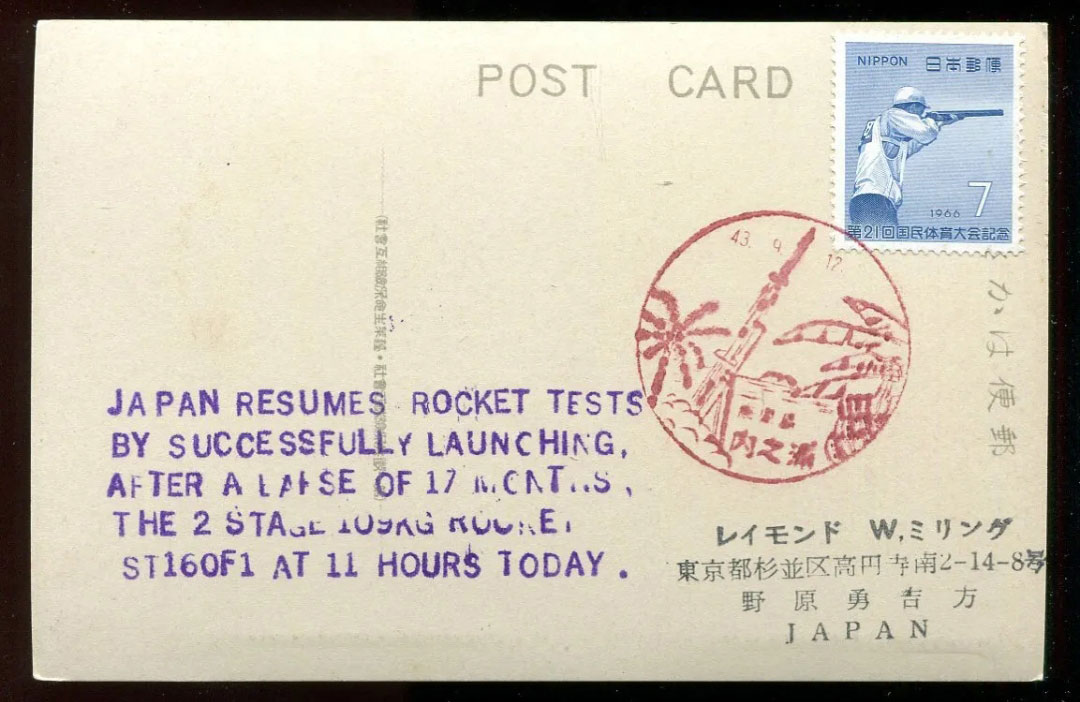 POST CARD
NIPPON 日本郵便
1966 7
第21回国民体育大会記念
43. 9. 12.
内之浦
かは便郵
JAPAN RESUMES ROCKET TESTS
BY SUCCESSFULLY LAUNCHING,
AFTER A LAPSE OF 17 MONTHS,
THE 2 STAGE 109KG ROCKET
ST160F1 AT 11 HOURS TODAY.
レイモンド W.ミリング
東京都杉並区高円寺南2-14-8号
野原勇吉方
JAPAN